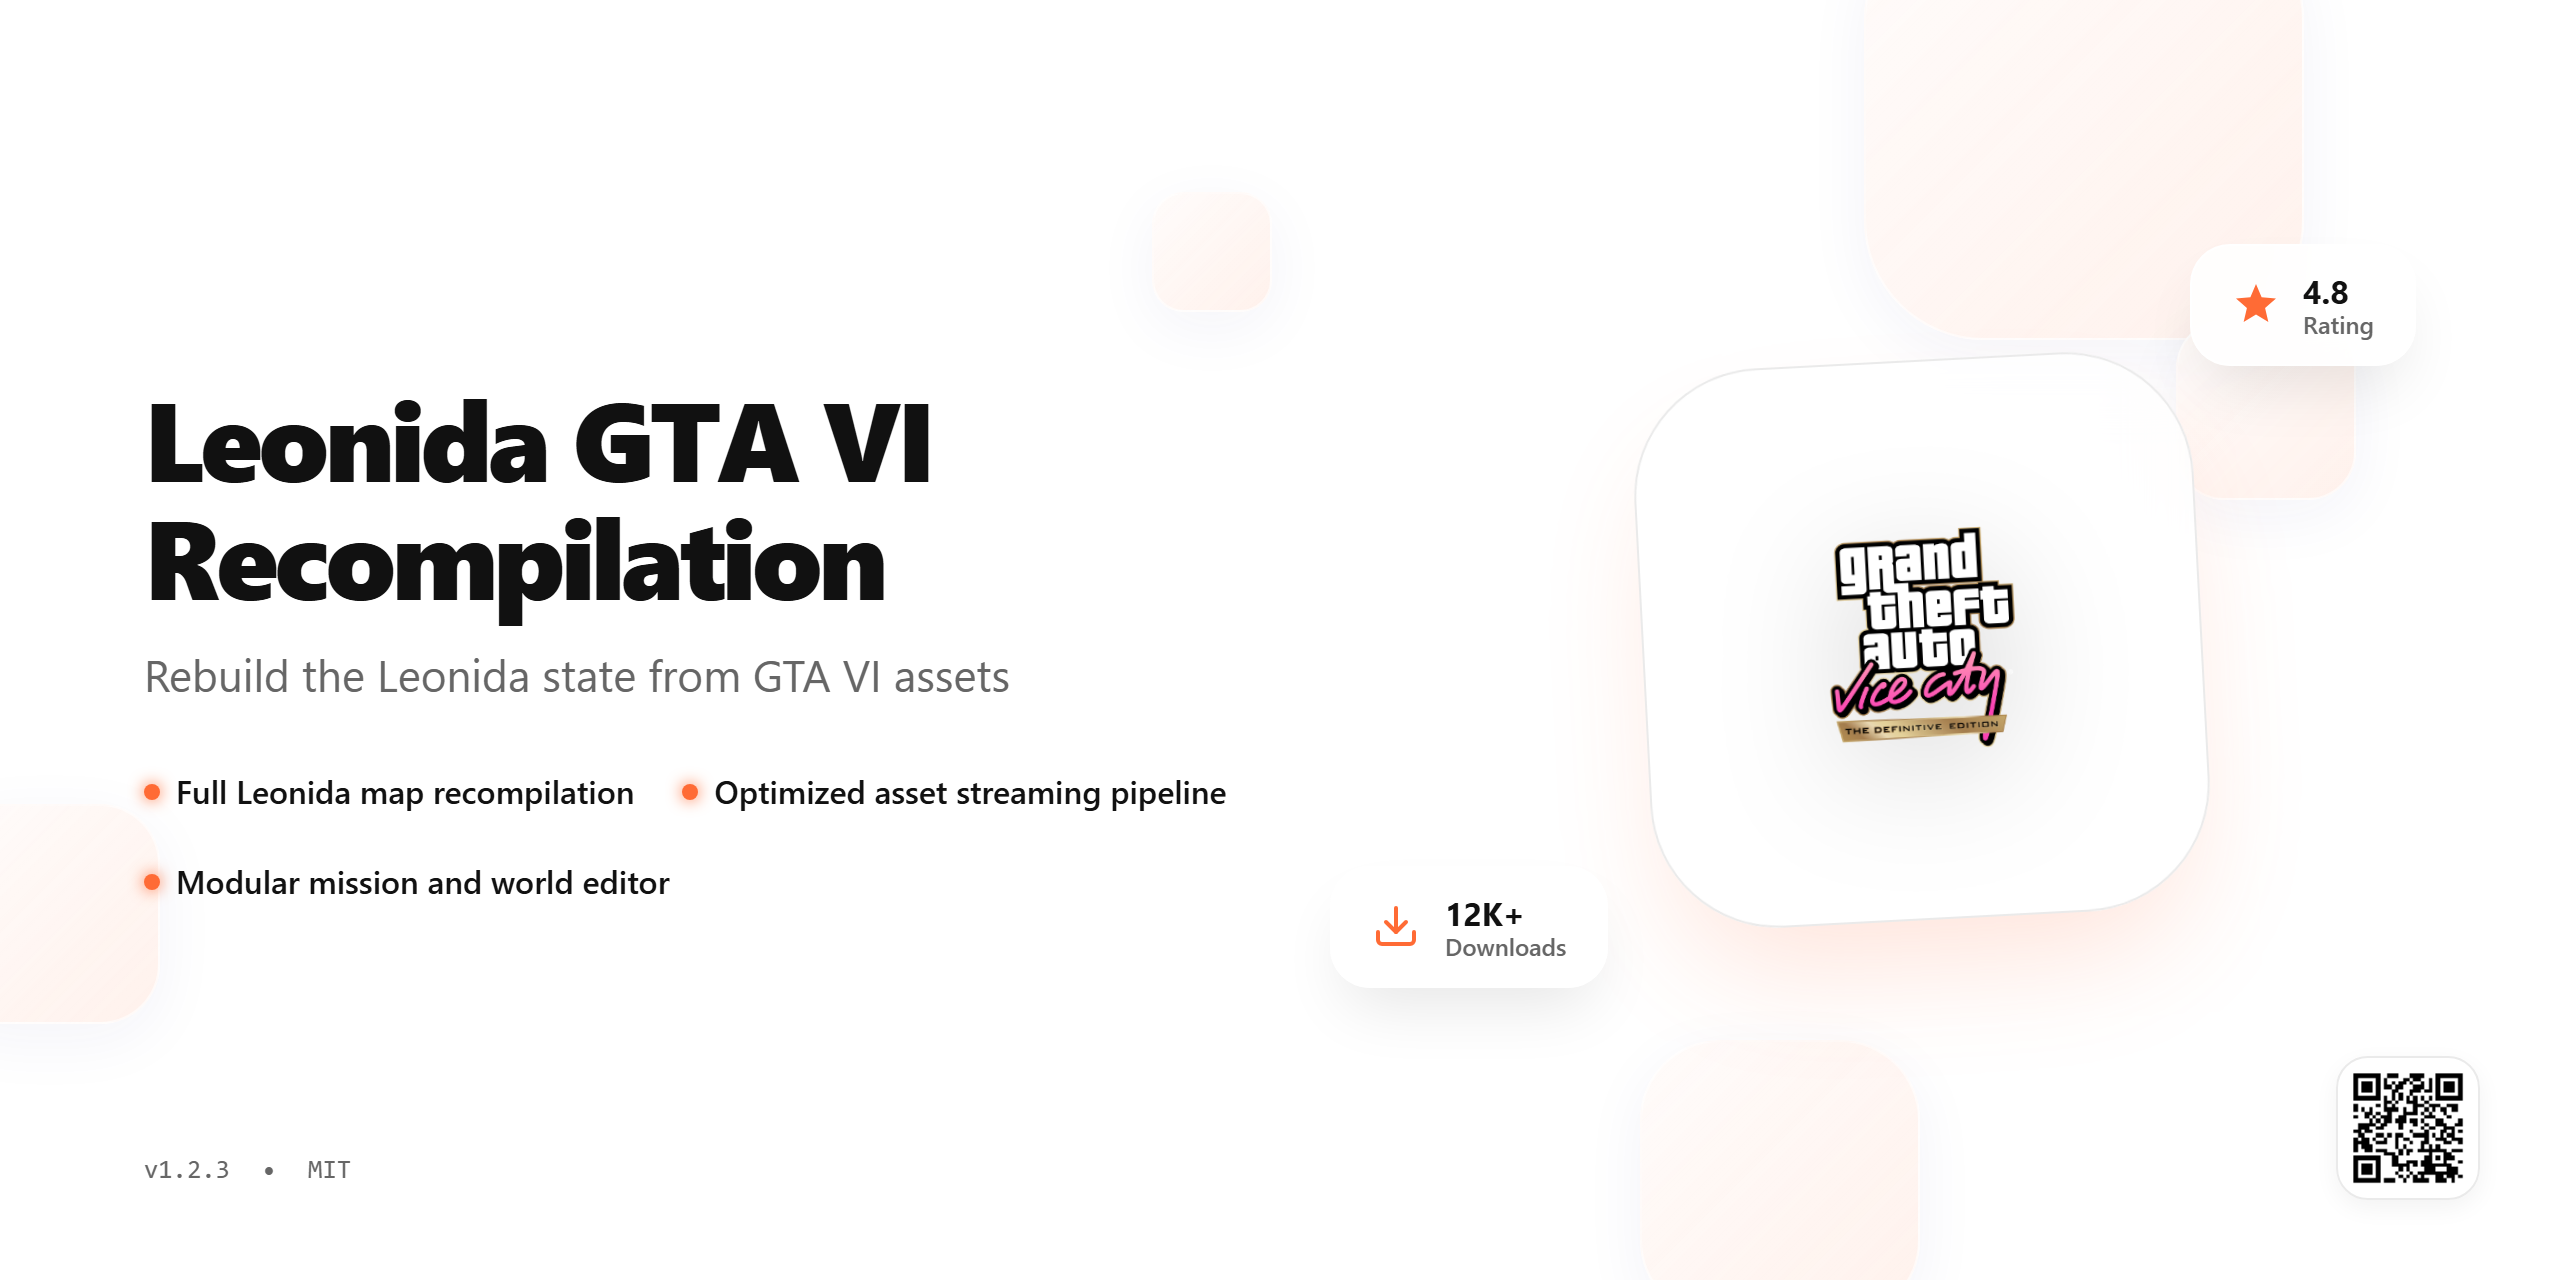 Leonida GTA VI
Recompilation
Rebuild the Leonida state from GTA VI assets
Full Leonida map recompilation
Optimized asset streaming pipeline
Modular mission and world editor
v1.2.3 • MIT
4.8
Rating
grand
theft
auto
vice city
THE DEFINITIVE EDITION
12K+
Downloads